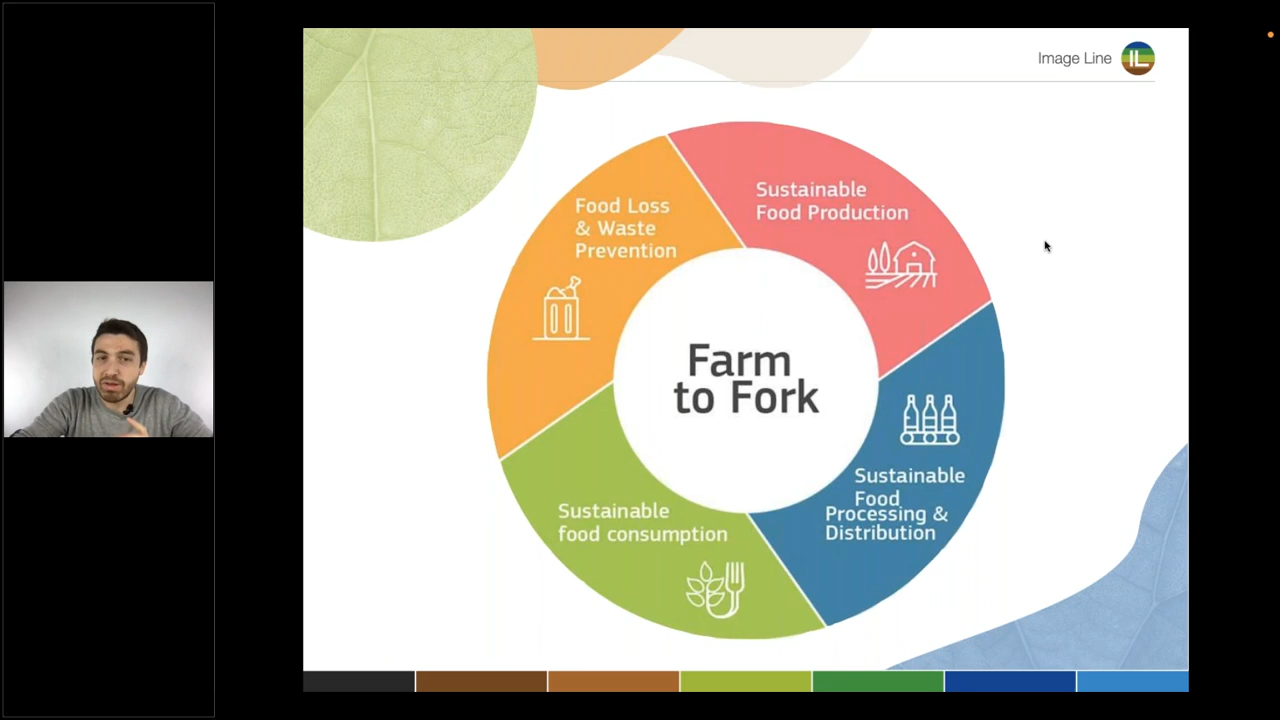 Image Line
IL
Food Loss
& Waste
Prevention
Sustainable
Food Production
Farm
to Fork
Sustainable
Food
Processing &
Distribution
Sustainable
food consumption